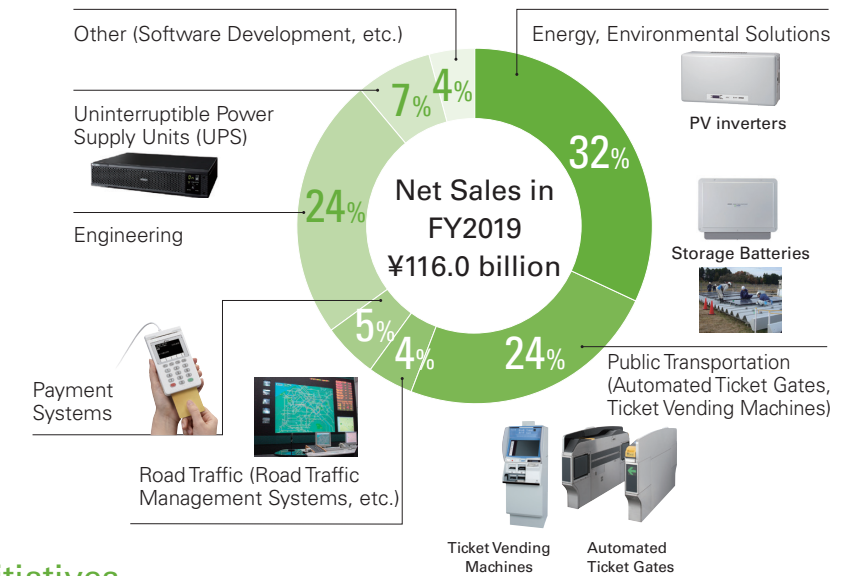 Other (Software Development, etc.)
Energy, Environmental Solutions
7%
4%
32%
PV inverters
Uninterruptible Power
Supply Units (UPS)
24%
Net Sales in
FY2019
¥116.0 billion
Engineering
Storage Batteries
5%
4%
24%
Public Transportation
(Automated Ticket Gates,
Ticket Vending Machines)
Payment
Systems
Road Traffic (Road Traffic
Management Systems, etc.)
Ticket Vending
Machines
Automated
Ticket Gates
itiatives